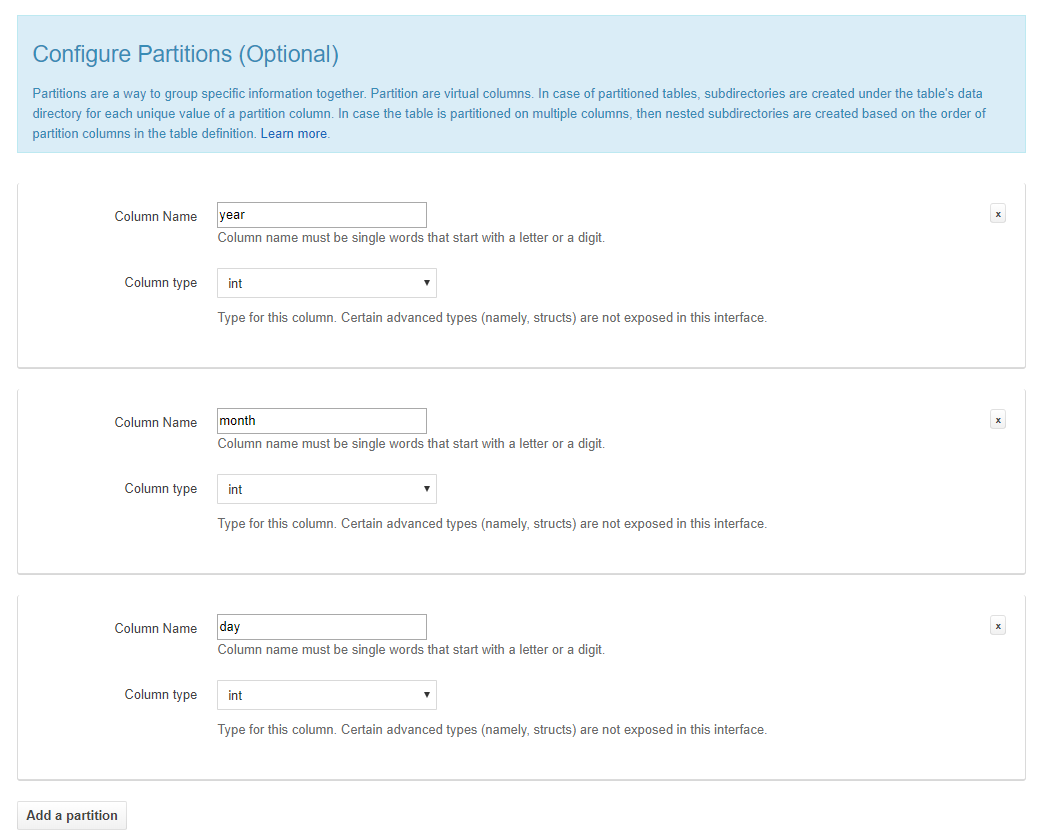 Configure Partitions (Optional)
Partitions are a way to group specific information together. Partition are virtual columns. In case of partitioned tables, subdirectories are created under the table's data
directory for each unique value of a partition column. In case the table is partitioned on multiple columns, then nested subdirectories are created based on the order of
partition columns in the table definition. Learn more.
Column Name year x
Column name must be single words that start with a letter or a digit.
Column type int
Type for this column. Certain advanced types (namely, structs) are not exposed in this interface.
Column Name month x
Column name must be single words that start with a letter or a digit.
Column type int
Type for this column. Certain advanced types (namely, structs) are not exposed in this interface.
Column Name day x
Column name must be single words that start with a letter or a digit.
Column type int
Type for this column. Certain advanced types (namely, structs) are not exposed in this interface.
Add a partition